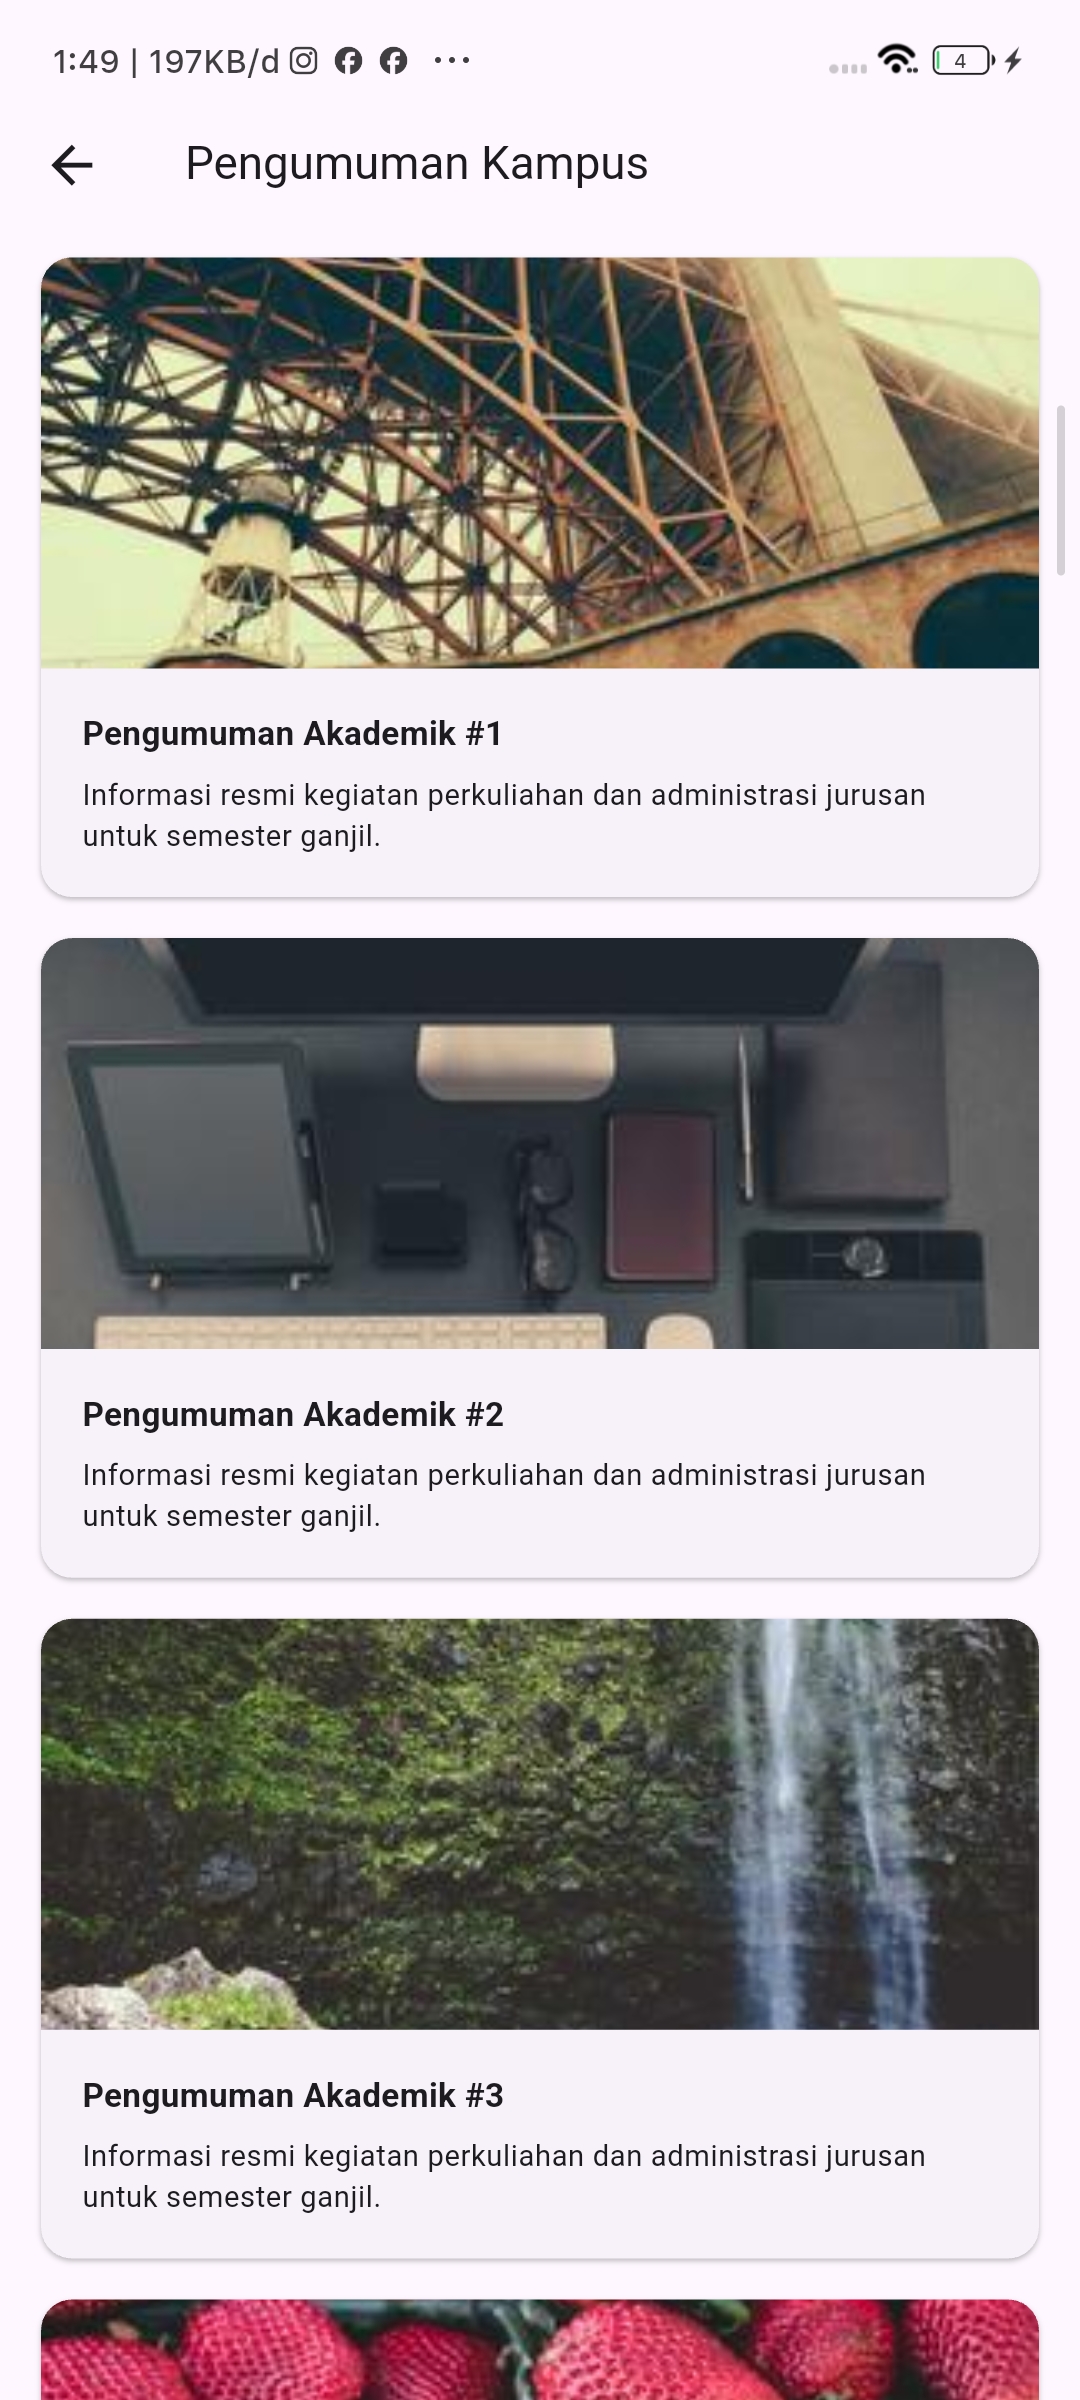 1:49 | 197KB/d
4
Pengumuman Kampus
Pengumuman Akademik #1
Informasi resmi kegiatan perkuliahan dan administrasi jurusan
untuk semester ganjil.
Pengumuman Akademik #2
Informasi resmi kegiatan perkuliahan dan administrasi jurusan
untuk semester ganjil.
Pengumuman Akademik #3
Informasi resmi kegiatan perkuliahan dan administrasi jurusan
untuk semester ganjil.